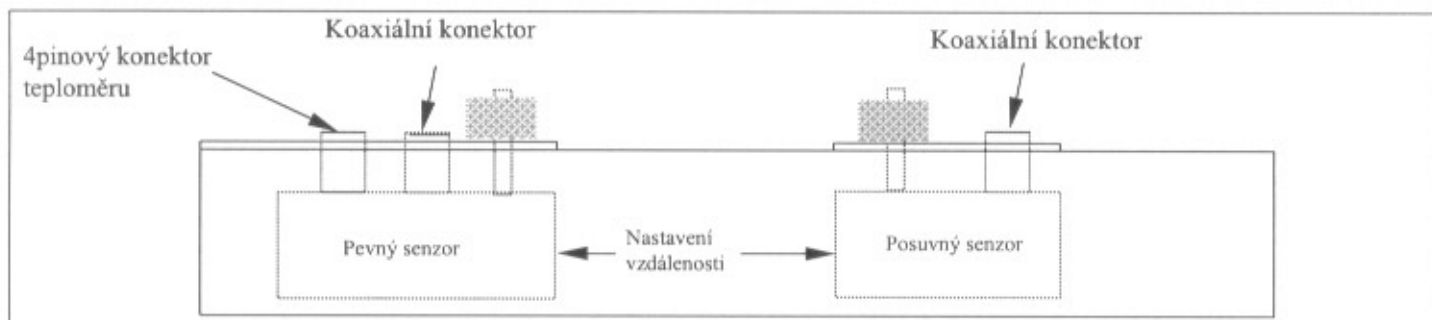 4pinový konektor
teploměru
Koaxiální konektor
Koaxiální konektor
Pevný senzor
Nastavení
vzdálenosti
Posuvný senzor